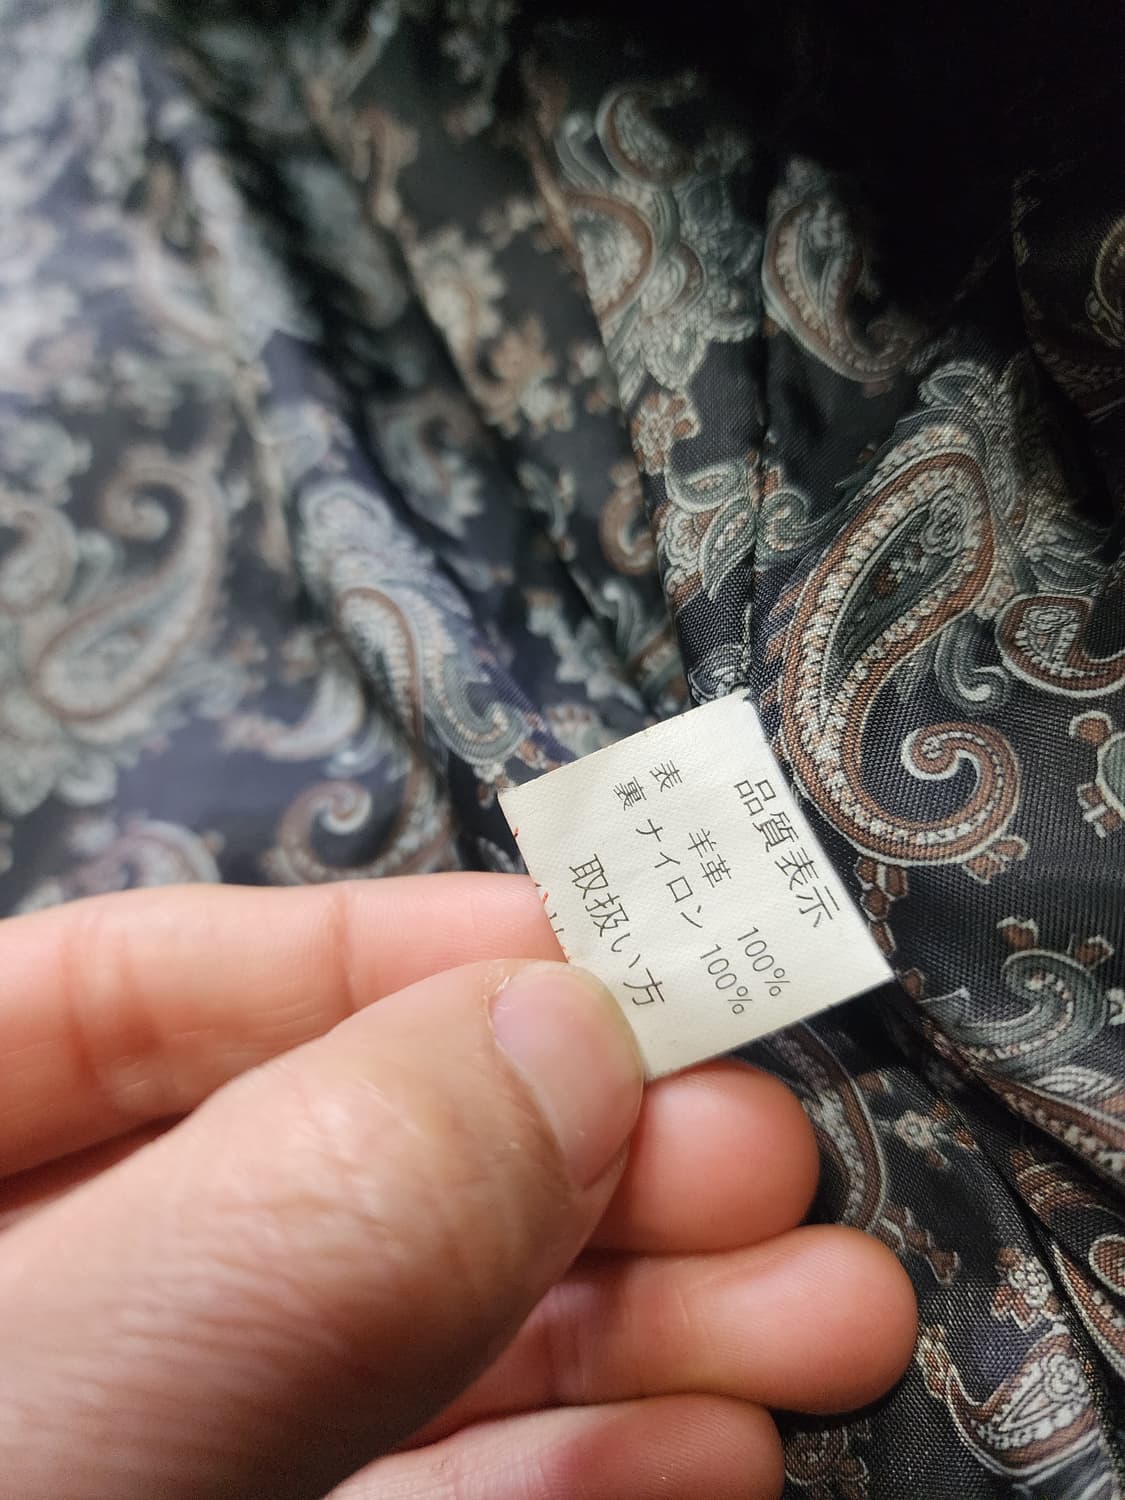 品質表示
表 羊革 100%
裏 ナイロン 100%
取扱い方